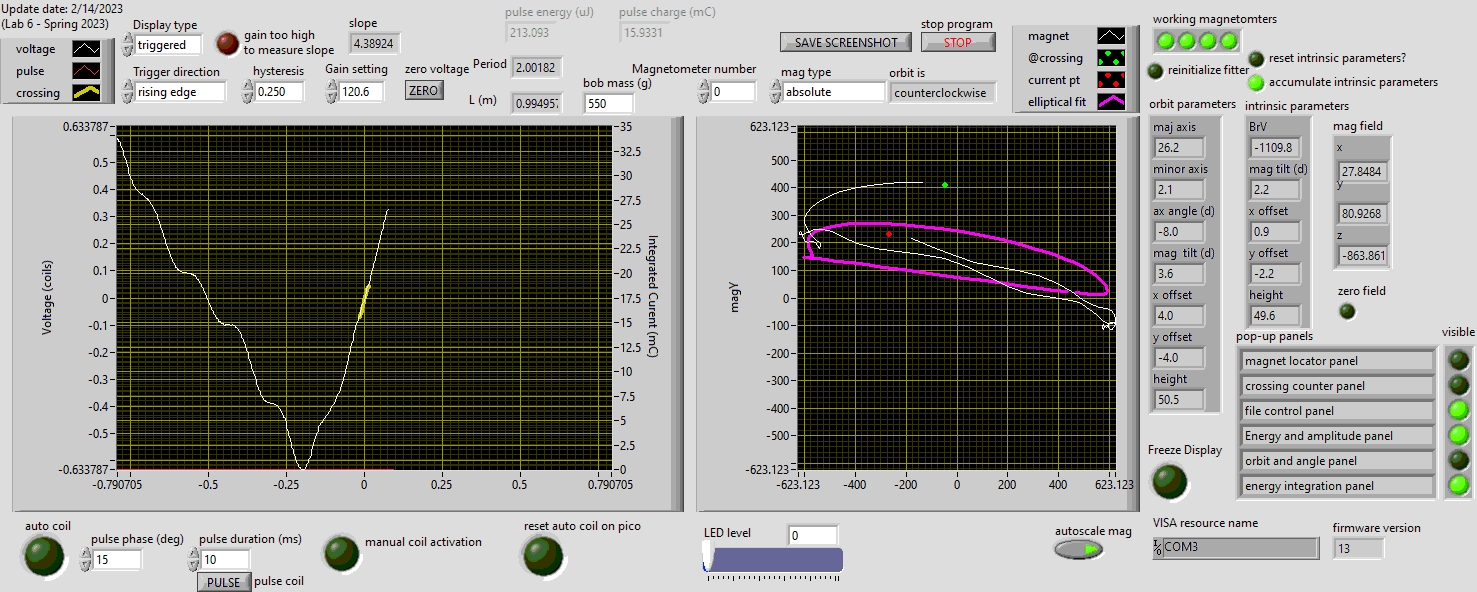 Update date: 2/14/2023
(Lab 6 - Spring 2023)
voltage
pulse
crossing
Display type
triggered
gain too high
to measure slope
slope
4.38924
pulse energy (uJ)
213.093
pulse charge (mC)
15.9331
Trigger direction
rising edge
hysteresis
0.250
Gain setting
120.6
zero voltage
ZERO
Period
2.00182
L (m)
0.994957
bob mass (g)
550
Magnetometer number
0
mag type
absolute
orbit is
counterclockwise
SAVE SCREENSHOT
stop program
STOP
magnet
@crossing
current pt
elliptical fit
working magnetomters
reinitialize fitter
reset intrinsic parameters?
accumulate intrinsic parameters
orbit parameters
maj axis
26.2
minor axis
2.1
ax angle (d)
-8.0
mag tilt (d)
3.6
x offset
4.0
y offset
-4.0
height
50.5
intrinsic parameters
BrV
-1109.8
mag tilt (d)
2.2
x offset
0.9
y offset
-2.2
height
49.6
mag field
x
27.8484
y
80.9268
z
-863.861
zero field
Voltage (coils)
0.633787
0.5
0.4
0.3
0.2
0.1
0
-0.1
-0.2
-0.3
-0.4
-0.5
-0.633787
-0.790705
-0.5
-0.25
0
0.25
0.5
0.790705
35
32.5
30
27.5
25
22.5
20
17.5
15
12.5
10
7.5
5
2.5
0
Integrated Current (mC)
magY
623.123
500
400
300
200
100
0
-100
-200
-300
-400
-500
-623.123
-623.123
-400
-200
0
200
400
623.123
pop-up panels
visible
magnet locator panel
crossing counter panel
file control panel
Energy and amplitude panel
orbit and angle panel
energy integration panel
Freeze Display
auto coil
pulse phase (deg)
15
pulse duration (ms)
10
PULSE
pulse coil
manual coil activation
reset auto coil on pico
LED level
0
autoscale mag
VISA resource name
COM3
firmware version
13